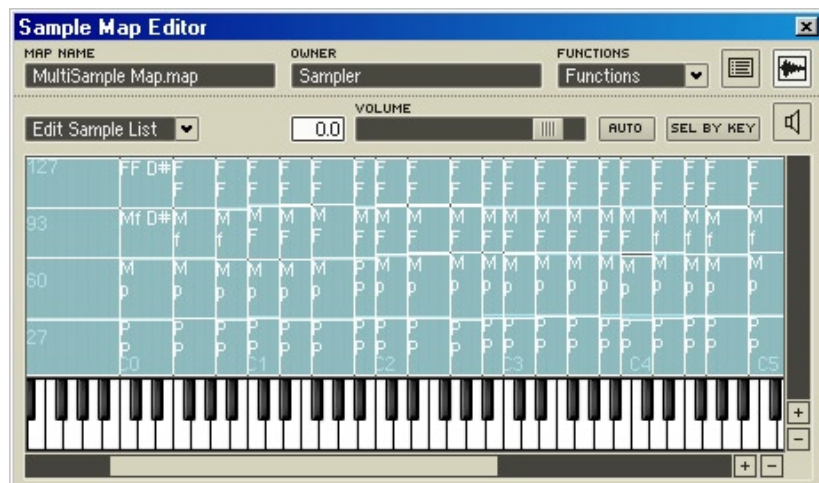 Sample Map Editor
MAP NAME OWNER FUNCTIONS
MultiSample Map.map Sampler Functions
VOLUME
Edit Sample List 0.0 AUTO SEL BY KEY
127 FF D# F F F F F F F F F F F F F F F F F
F F F F F F F F F F F F F F F F F
93 Mf D# M M M M M M M M M M M M M M M M M
60
27
C0 C1 C2 C3 C4 C5
+
−
+ −